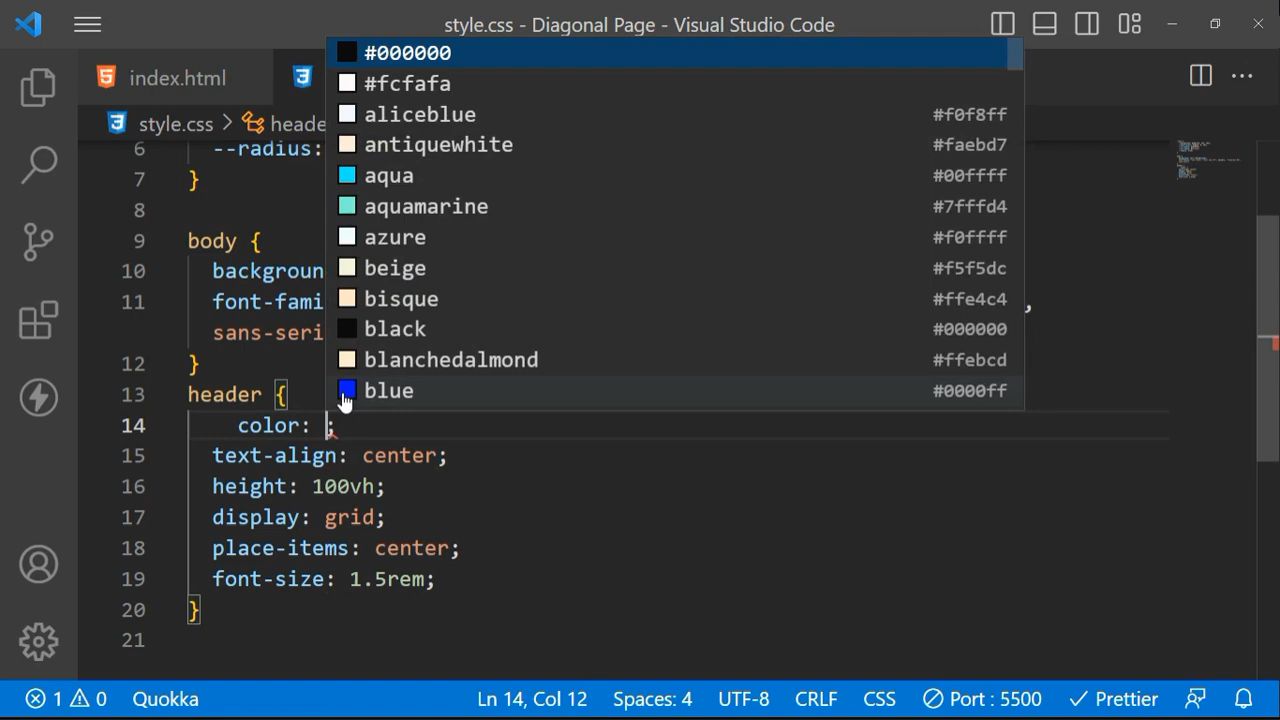 style.css - Diagonal Page - Visual Studio Code
index.html
style.css > heade
#000000
#fcfafa
aliceblue #f0f8ff
antiquewhite #faebd7
aqua #00ffff
aquamarine #7fffd4
azure #f0ffff
beige #f5f5dc
bisque #ffe4c4
black #000000
blanchedalmond #ffebcd
blue #0000ff
6 --radius:
7 }
8
9 body {
10 backgroun
11 font-fami ,
sans-seri
12 }
13 header {
14 color: ;
15 text-align: center;
16 height: 100vh;
17 display: grid;
18 place-items: center;
19 font-size: 1.5rem;
20 }
21
1 0 Quokka Ln 14, Col 12 Spaces: 4 UTF-8 CRLF CSS Port : 5500 Prettier